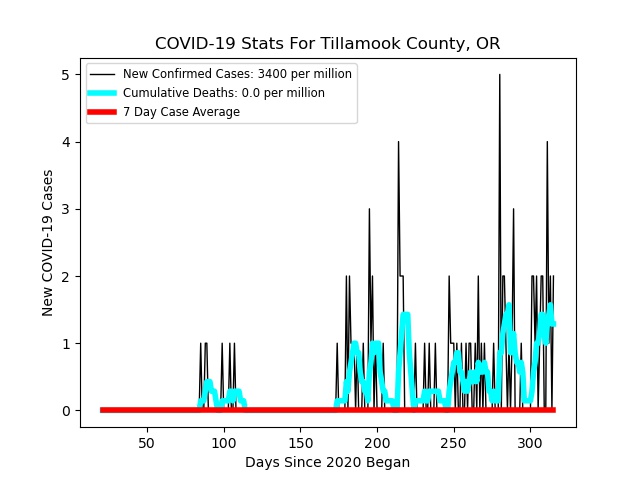 COVID-19 Stats For Tillamook County, OR
New Confirmed Cases: 3400 per million
Cumulative Deaths: 0.0 per million
7 Day Case Average
New COVID-19 Cases
5
4
3
2
1
0
50 100 150 200 250 300
Days Since 2020 Began